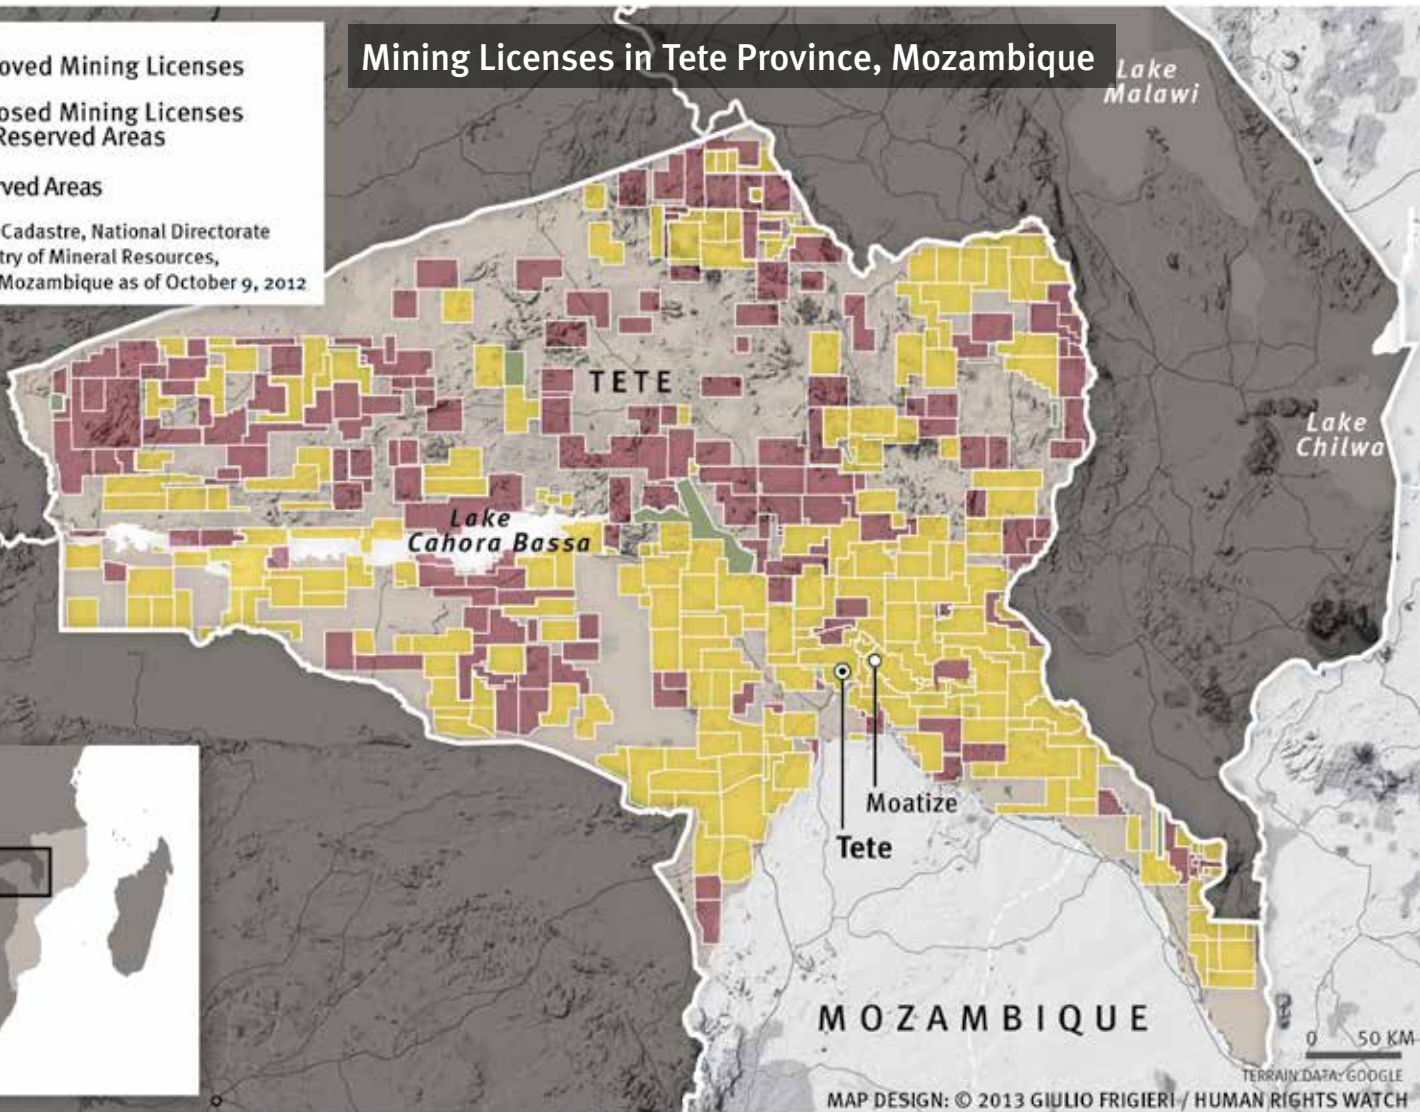 Mining Licenses in Tete Province, Mozambique
oved Mining Licenses
osed Mining Licenses
Reserved Areas
ved Areas
Cadastre, National Directorate
try of Mineral Resources,
Mozambique as of October 9, 2012
Lake
Malawi
TETE
Lake
Chilwa
Lake
Cahora Bassa
Moatize
Tete
MOZAMBIQUE
0 50 KM
TERRAIN DATA: GOOGLE
MAP DESIGN: © 2013 GIULIO FRIGIERI / HUMAN RIGHTS WATCH